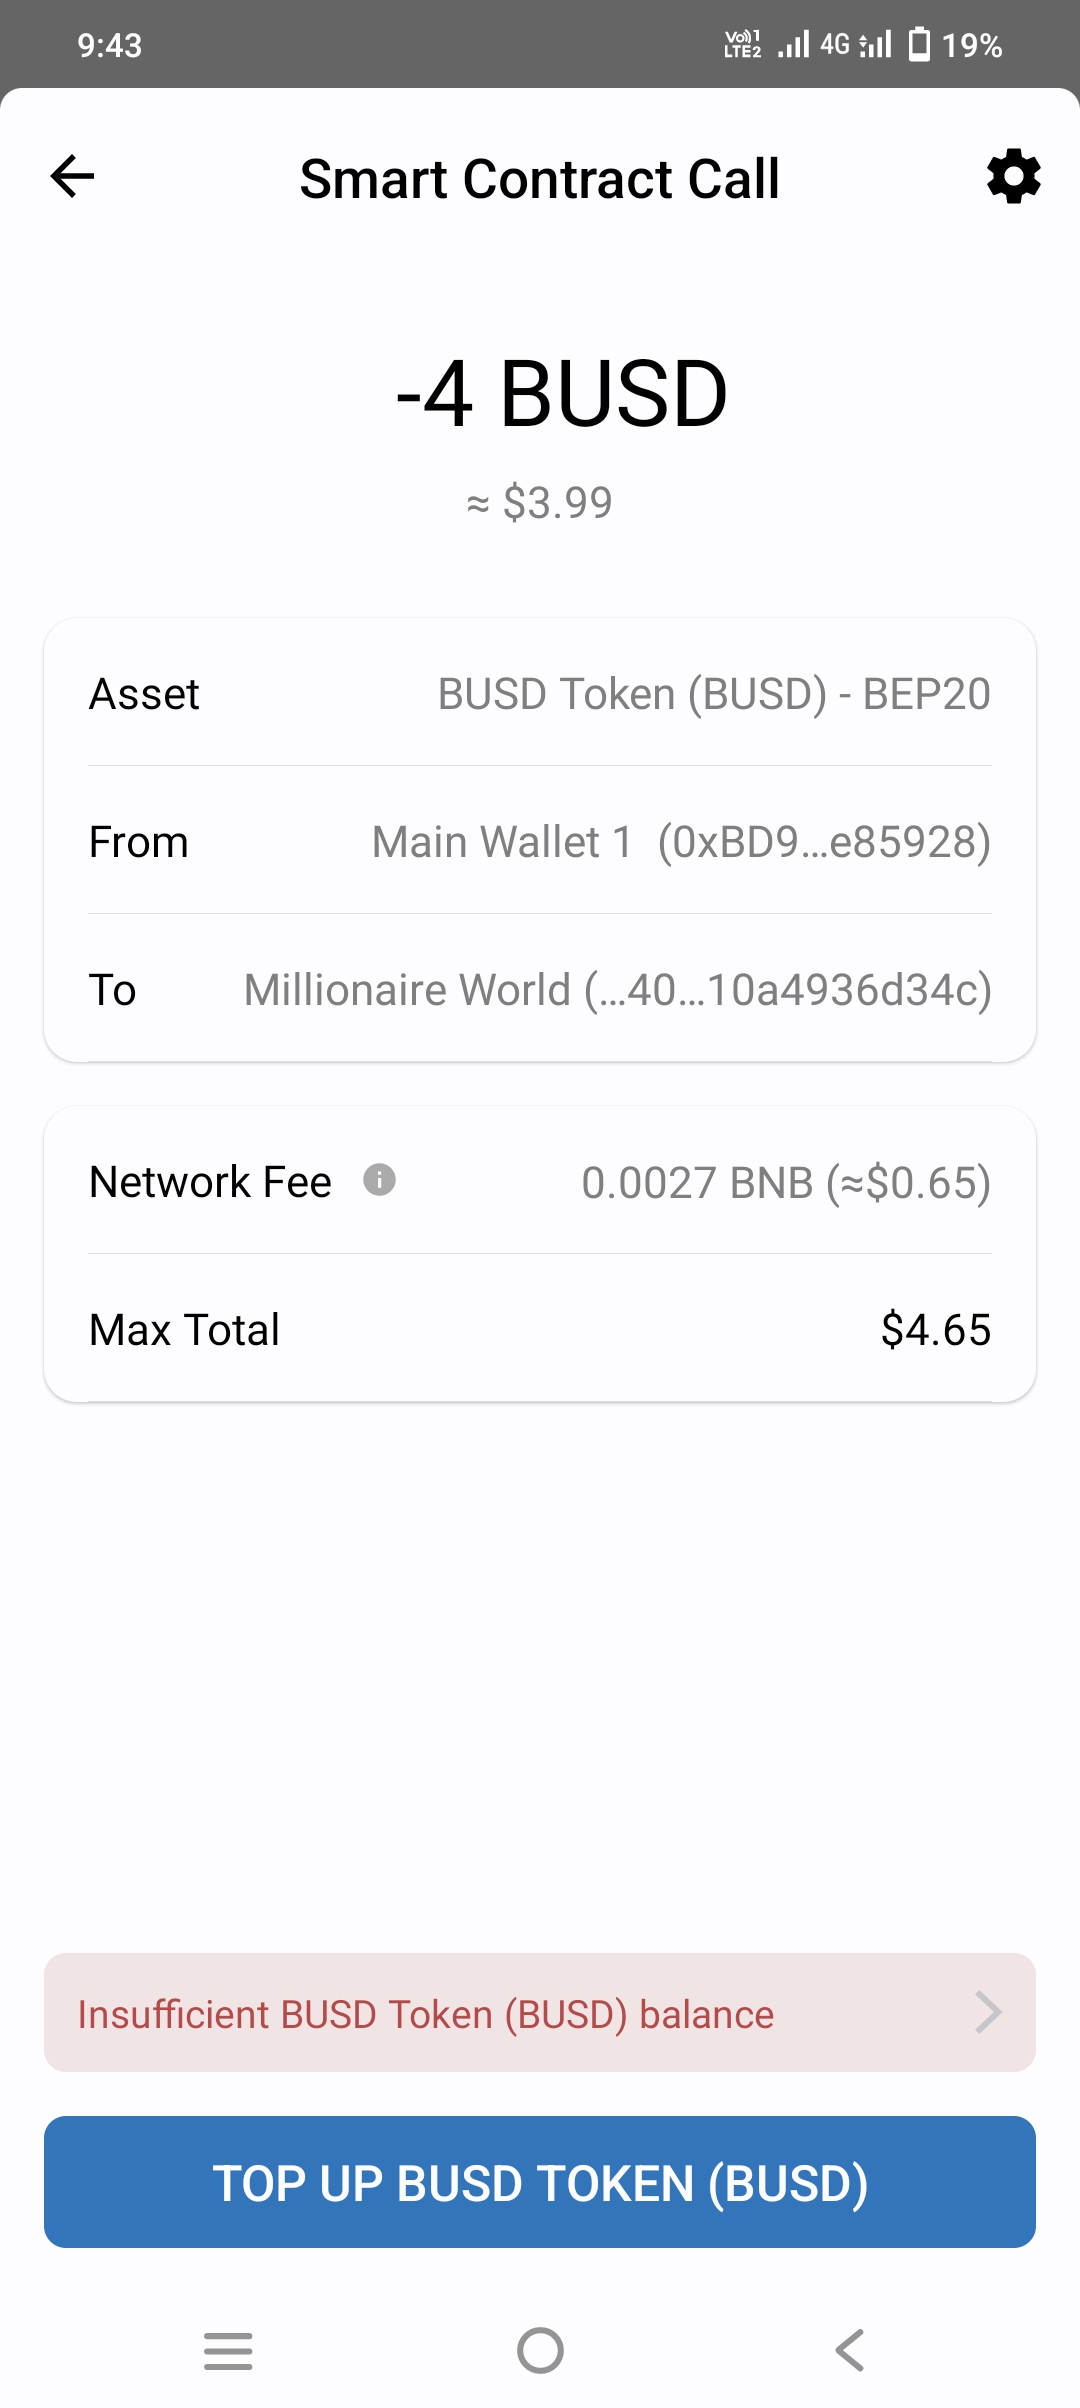 9:43 Vo))1 LTE2 4G 19%
Smart Contract Call
-4 BUSD
≈ $3.99
Asset BUSD Token (BUSD) - BEP20
From Main Wallet 1 (0xBD9...e85928)
To Millionaire World (...40...10a4936d34c)
Network Fee i 0.0027 BNB (≈$0.65)
Max Total $4.65
Insufficient BUSD Token (BUSD) balance
TOP UP BUSD TOKEN (BUSD)